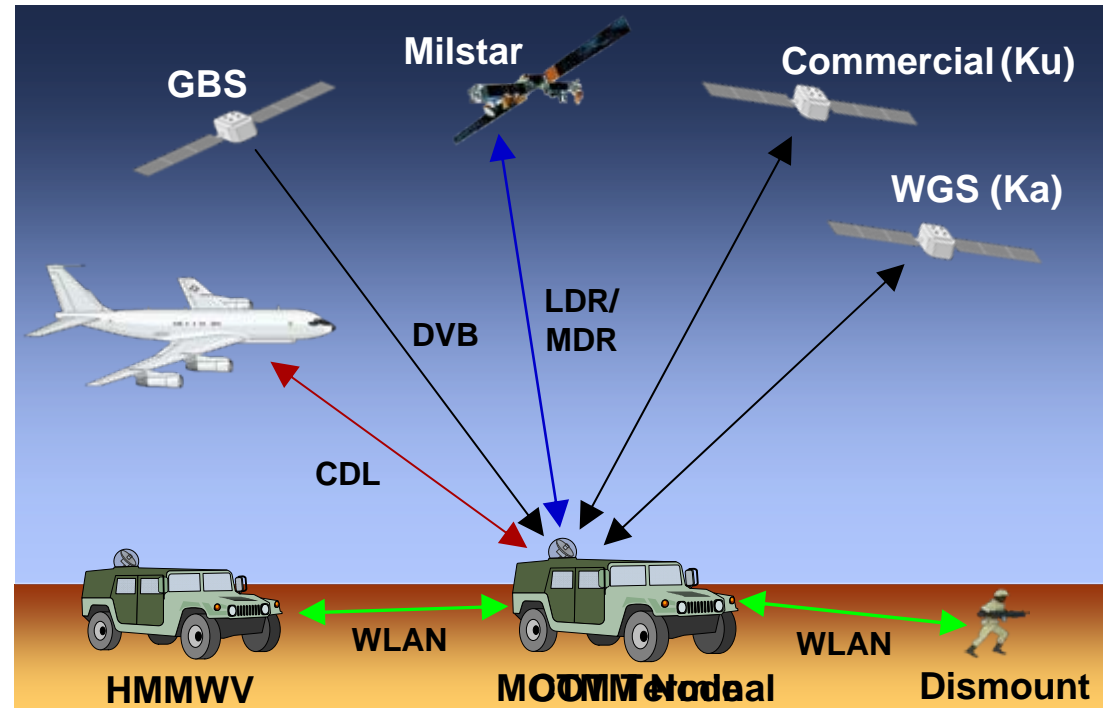 Milstar
Commercial (Ku)
GBS
WGS (Ka)
LDR/
MDR
DVB
CDL
WLAN
WLAN
HMMWV
Dismount